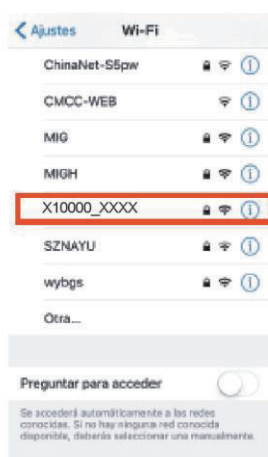 Ajustes Wi-Fi
ChinaNet-S5pw
CMCC-WEB
MIG
MIGH
X10000_XXXX
SZNAYU
wybgs
Otra...
Preguntar para acceder
Se accederá automáticamente a las redes
conocidas. Si no hay ninguna red conocida
disponible, deberás seleccionar una manualmente.